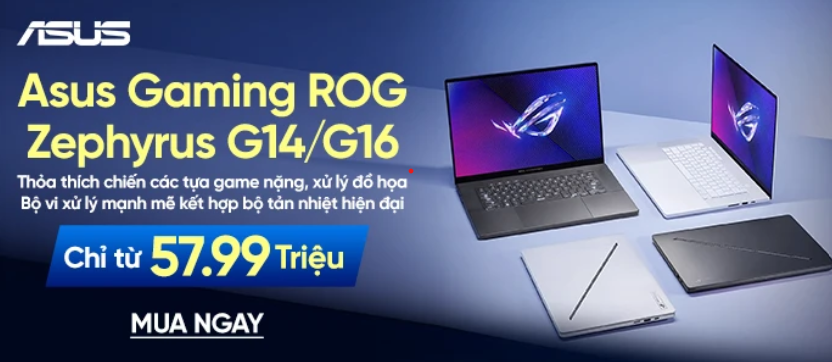 ASUS
Asus Gaming ROG
Zephyrus G14/G16
Thỏa thích chiến các tựa game nặng, xử lý đồ họa
Bộ vi xử lý mạnh mẽ kết hợp bộ tản nhiệt hiện đại
Chỉ từ 57.99 Triệu
MUA NGAY